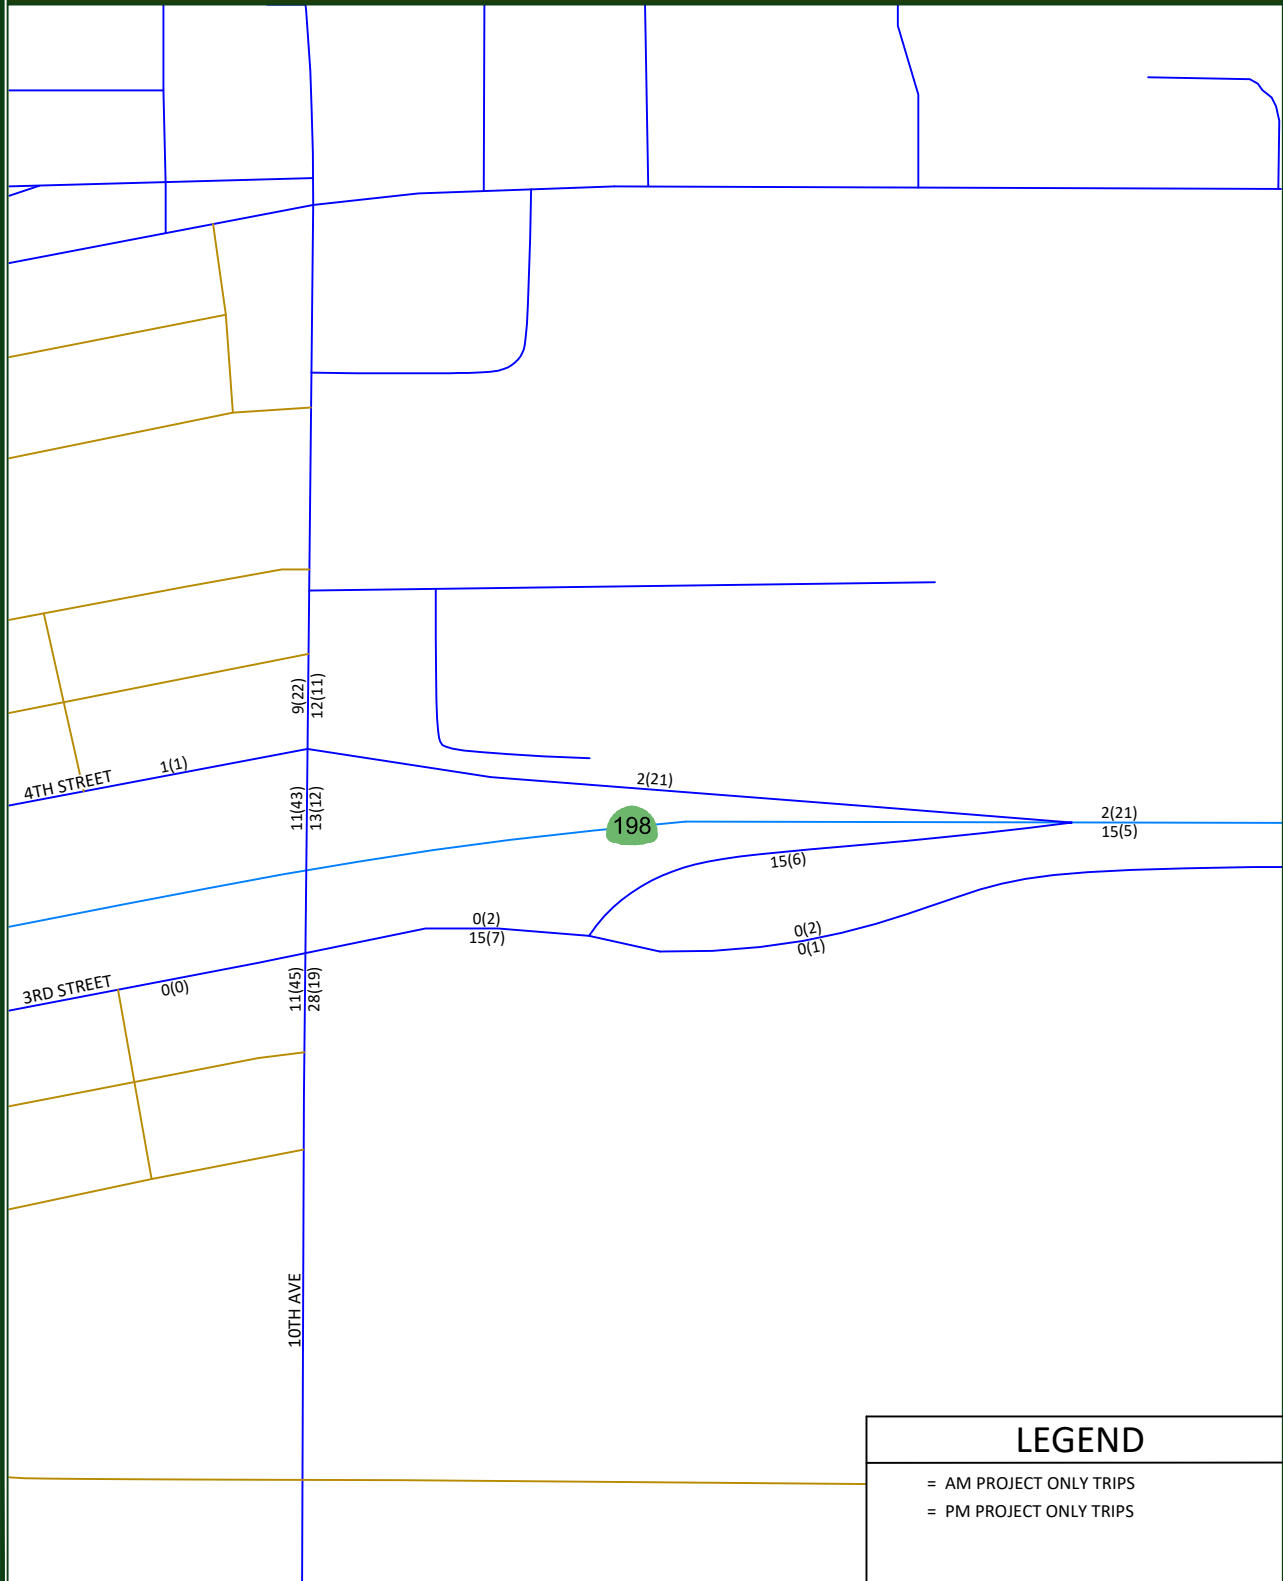 9(22)
12(11)
1(1)
4TH STREET
2(21)
11(43)
13(12)
198
2(21)
15(5)
15(6)
0(2)
15(7)
0(2)
0(1)
3RD STREET
0(0)
11(45)
28(19)
10TH AVE
LEGEND
= AM PROJECT ONLY TRIPS
= PM PROJECT ONLY TRIPS